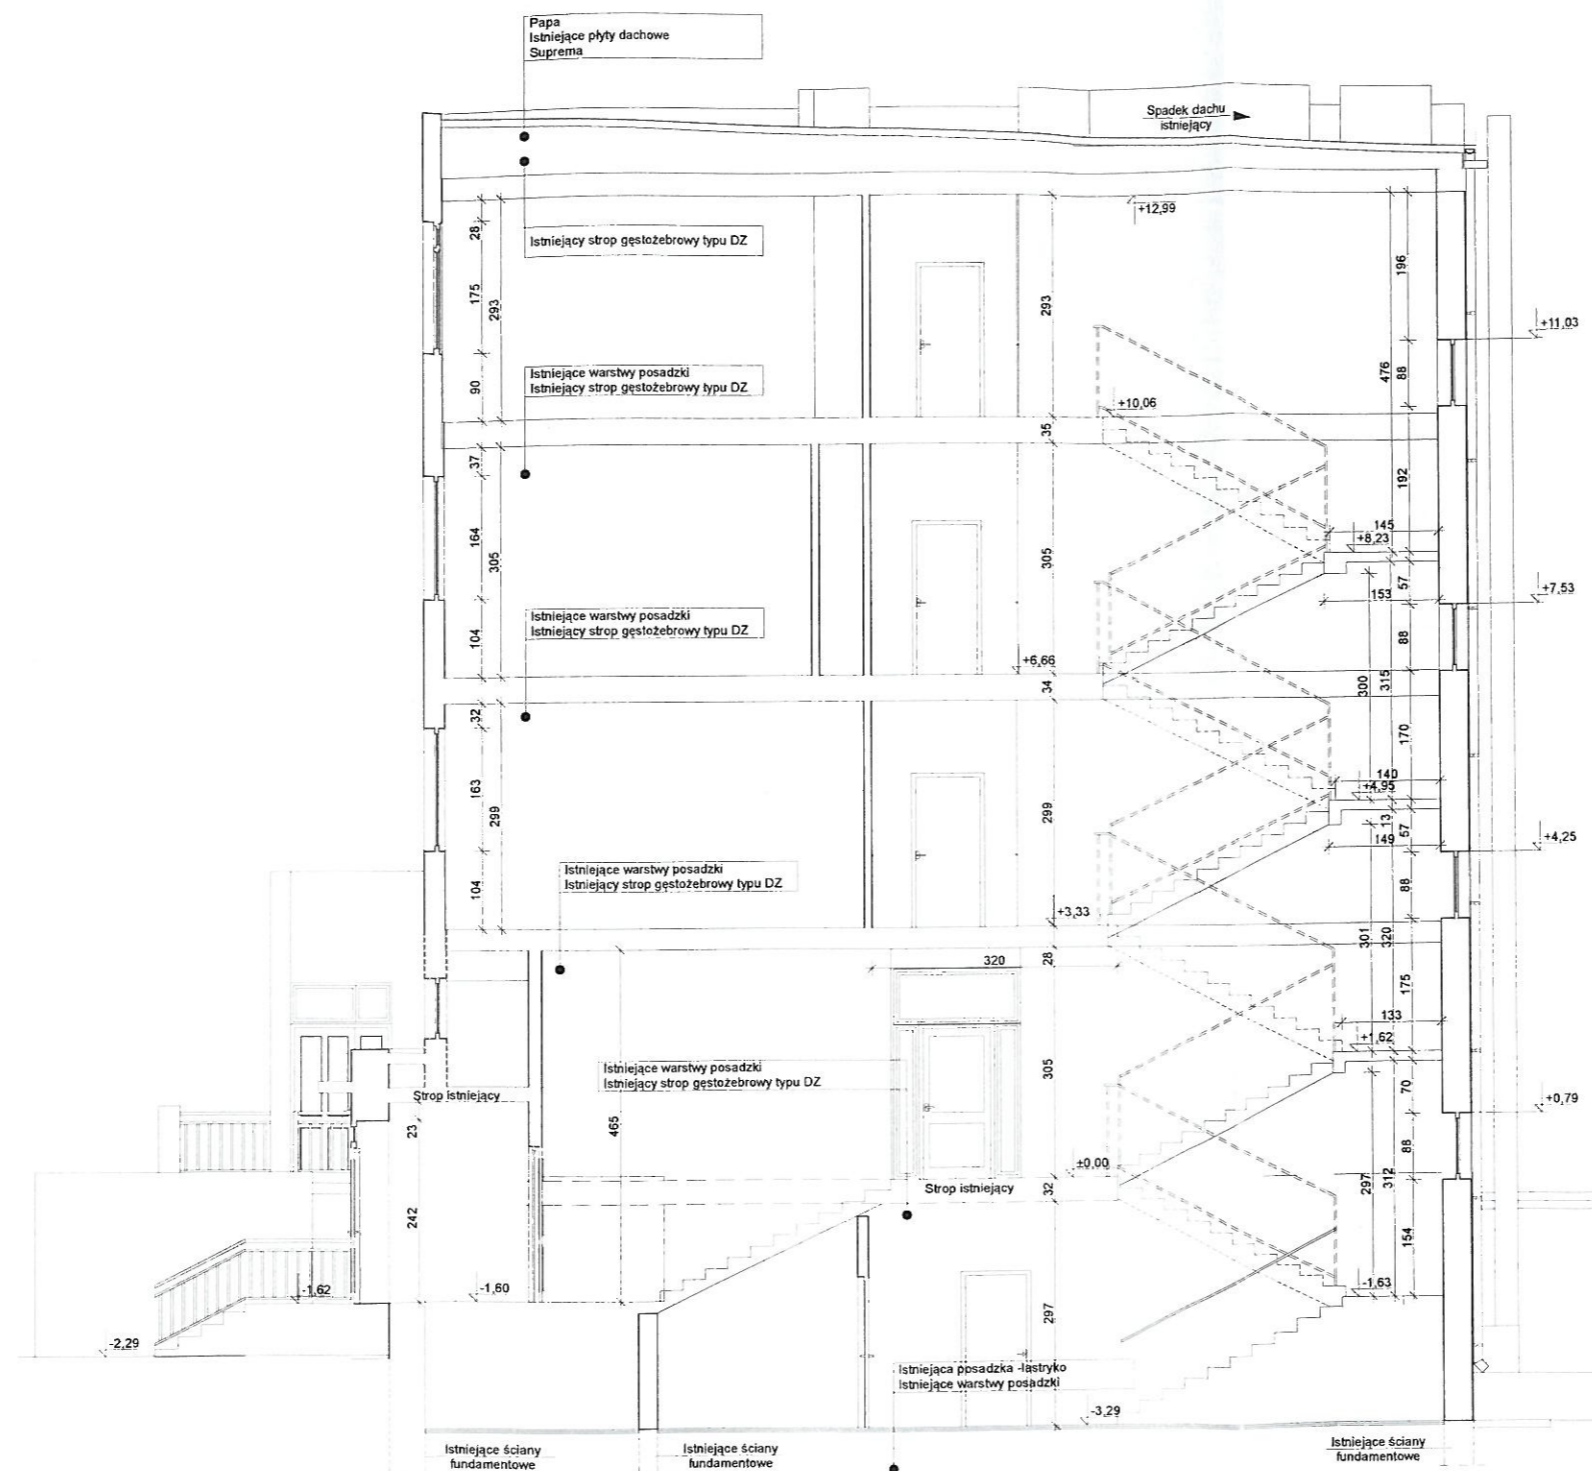 Papa
Istniejące płyty dachowe
Suprema
Spadek dachu
istniejący
+12,99
Istniejący strop gęstożebrowy typu DZ
28
175
293
90
293
196
+11,03
476
88
Istniejące warstwy posadzki
Istniejący strop gęstożebrowy typu DZ
+10,06
35
37
192
164
305
305
145
+8,23
57
153
+7,53
Istniejące warstwy posadzki
Istniejący strop gęstożebrowy typu DZ
104
88
+6,66
34
300
315
32
170
163
299
299
140
+4,95
13
57
149
+4,25
Istniejące warstwy posadzki
Istniejący strop gęstożebrowy typu DZ
104
88
+3,33
28
301
320
320
175
133
+1,62
Istniejące warstwy posadzki
Istniejący strop gęstożebrowy typu DZ
305
70
Strop istniejący
+0,79
23
465
88
±0,00
Strop istniejący
32
297
312
242
154
-1,62
-1,60
-1,63
297
-2,29
Istniejąca posadzka -lastryko
Istniejące warstwy posadzki
-3,29
Istniejące ściany
fundamentowe
Istniejące ściany
fundamentowe
Istniejące ściany
fundamentowe